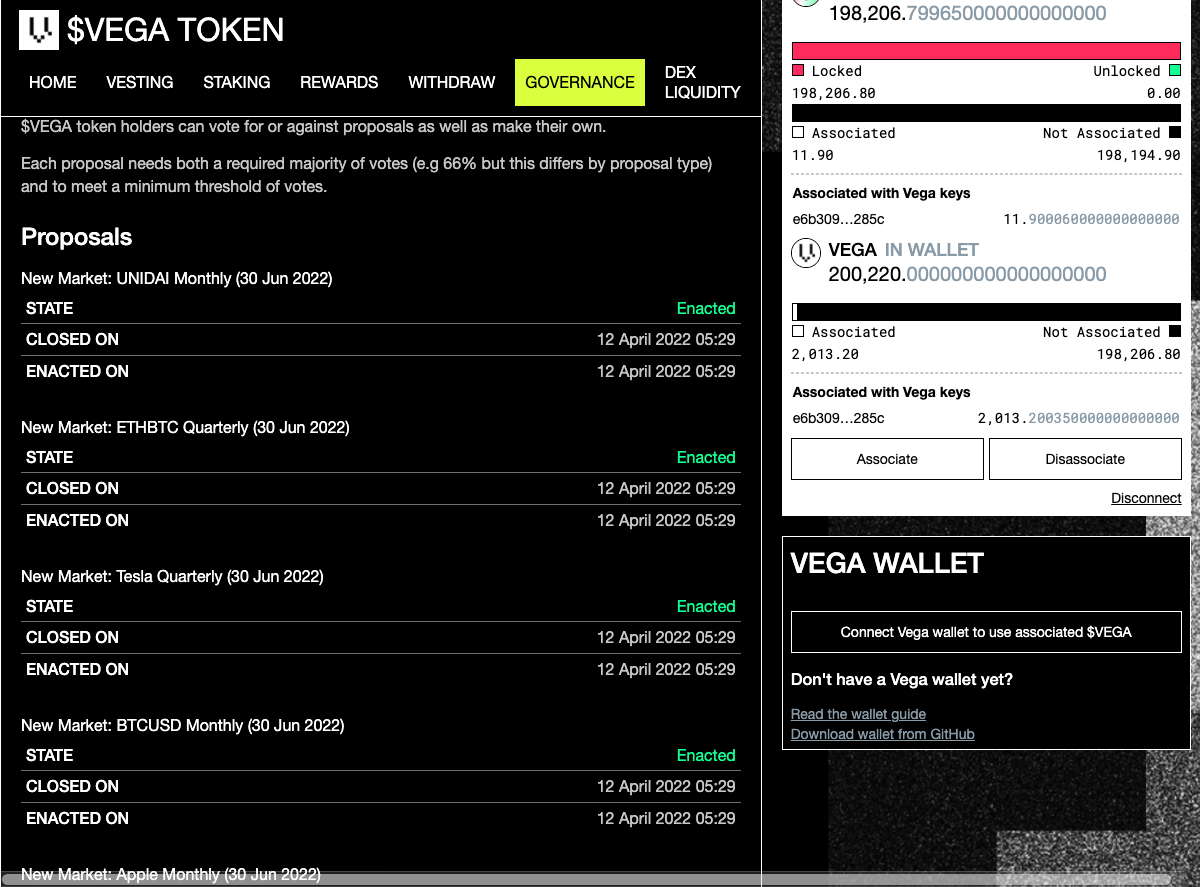 $VEGA TOKEN
HOME VESTING STAKING REWARDS WITHDRAW GOVERNANCE DEX LIQUIDITY
$VEGA token holders can vote for or against proposals as well as make their own.
Each proposal needs both a required majority of votes (e.g 66% but this differs by proposal type)
and to meet a minimum threshold of votes.
Proposals
New Market: UNIDAI Monthly (30 Jun 2022)
STATE Enacted
CLOSED ON 12 April 2022 05:29
ENACTED ON 12 April 2022 05:29
New Market: ETHBTC Quarterly (30 Jun 2022)
STATE Enacted
CLOSED ON 12 April 2022 05:29
ENACTED ON 12 April 2022 05:29
New Market: Tesla Quarterly (30 Jun 2022)
STATE Enacted
CLOSED ON 12 April 2022 05:29
ENACTED ON 12 April 2022 05:29
New Market: BTCUSD Monthly (30 Jun 2022)
STATE Enacted
CLOSED ON 12 April 2022 05:29
ENACTED ON 12 April 2022 05:29
New Market: Apple Monthly (30 Jun 2022)
198,206.799650000000000000
Locked Unlocked
198,206.80 0.00
Associated Not Associated
11.90 198,194.90
Associated with Vega keys
e6b309…285c 11.900060000000000000
VEGA IN WALLET
200,220.000000000000000000
Associated Not Associated
2,013.20 198,206.80
Associated with Vega keys
e6b309…285c 2,013.200350000000000000
Associate Disassociate
Disconnect
VEGA WALLET
Connect Vega wallet to use associated $VEGA
Don't have a Vega wallet yet?
Read the wallet guide
Download wallet from GitHub